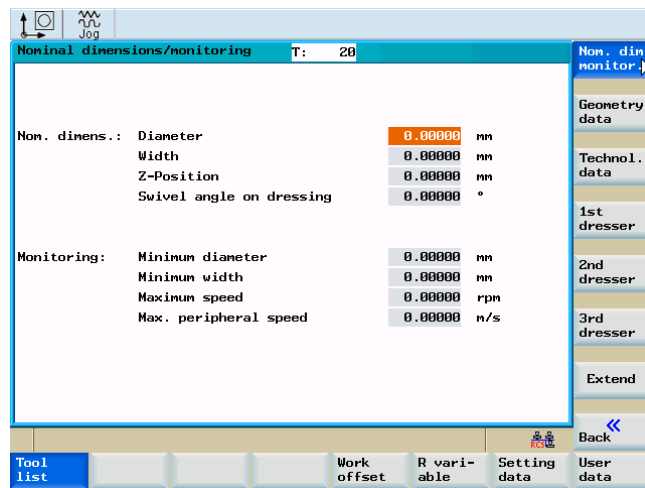 Jog
Nominal dimensions/monitoring T: 20
Nom. dimens.: Diameter 0.00000 mm
Width 0.00000 mm
Z-Position 0.00000 mm
Swivel angle on dressing 0.00000 °
Monitoring: Minimum diameter 0.00000 mm
Minimum width 0.00000 mm
Maximum speed 0.00000 rpm
Max. peripheral speed 0.00000 m/s
Nom. dim
monitor.
Geometry
data
Technol.
data
1st
dresser
2nd
dresser
3rd
dresser
Extend
«
Back
RCS
Tool
list
Work
offset
R vari-
able
Setting
data
User
data